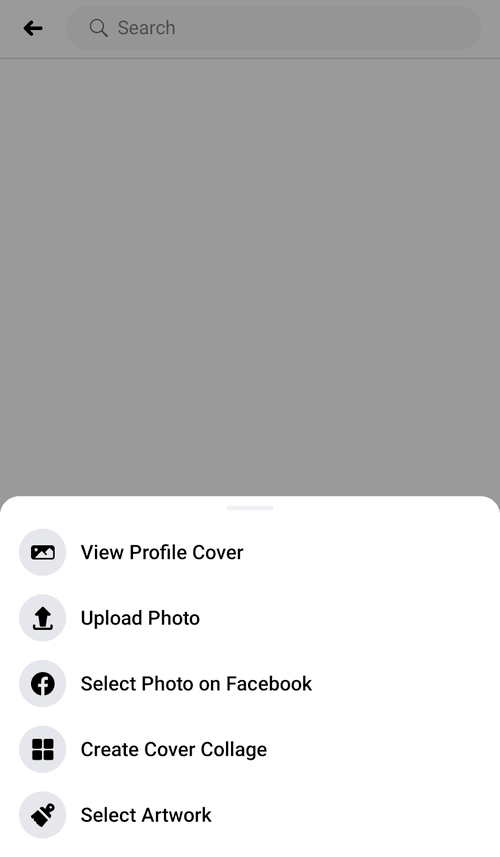 Search
View Profile Cover
Upload Photo
Select Photo on Facebook
Create Cover Collage
Select Artwork